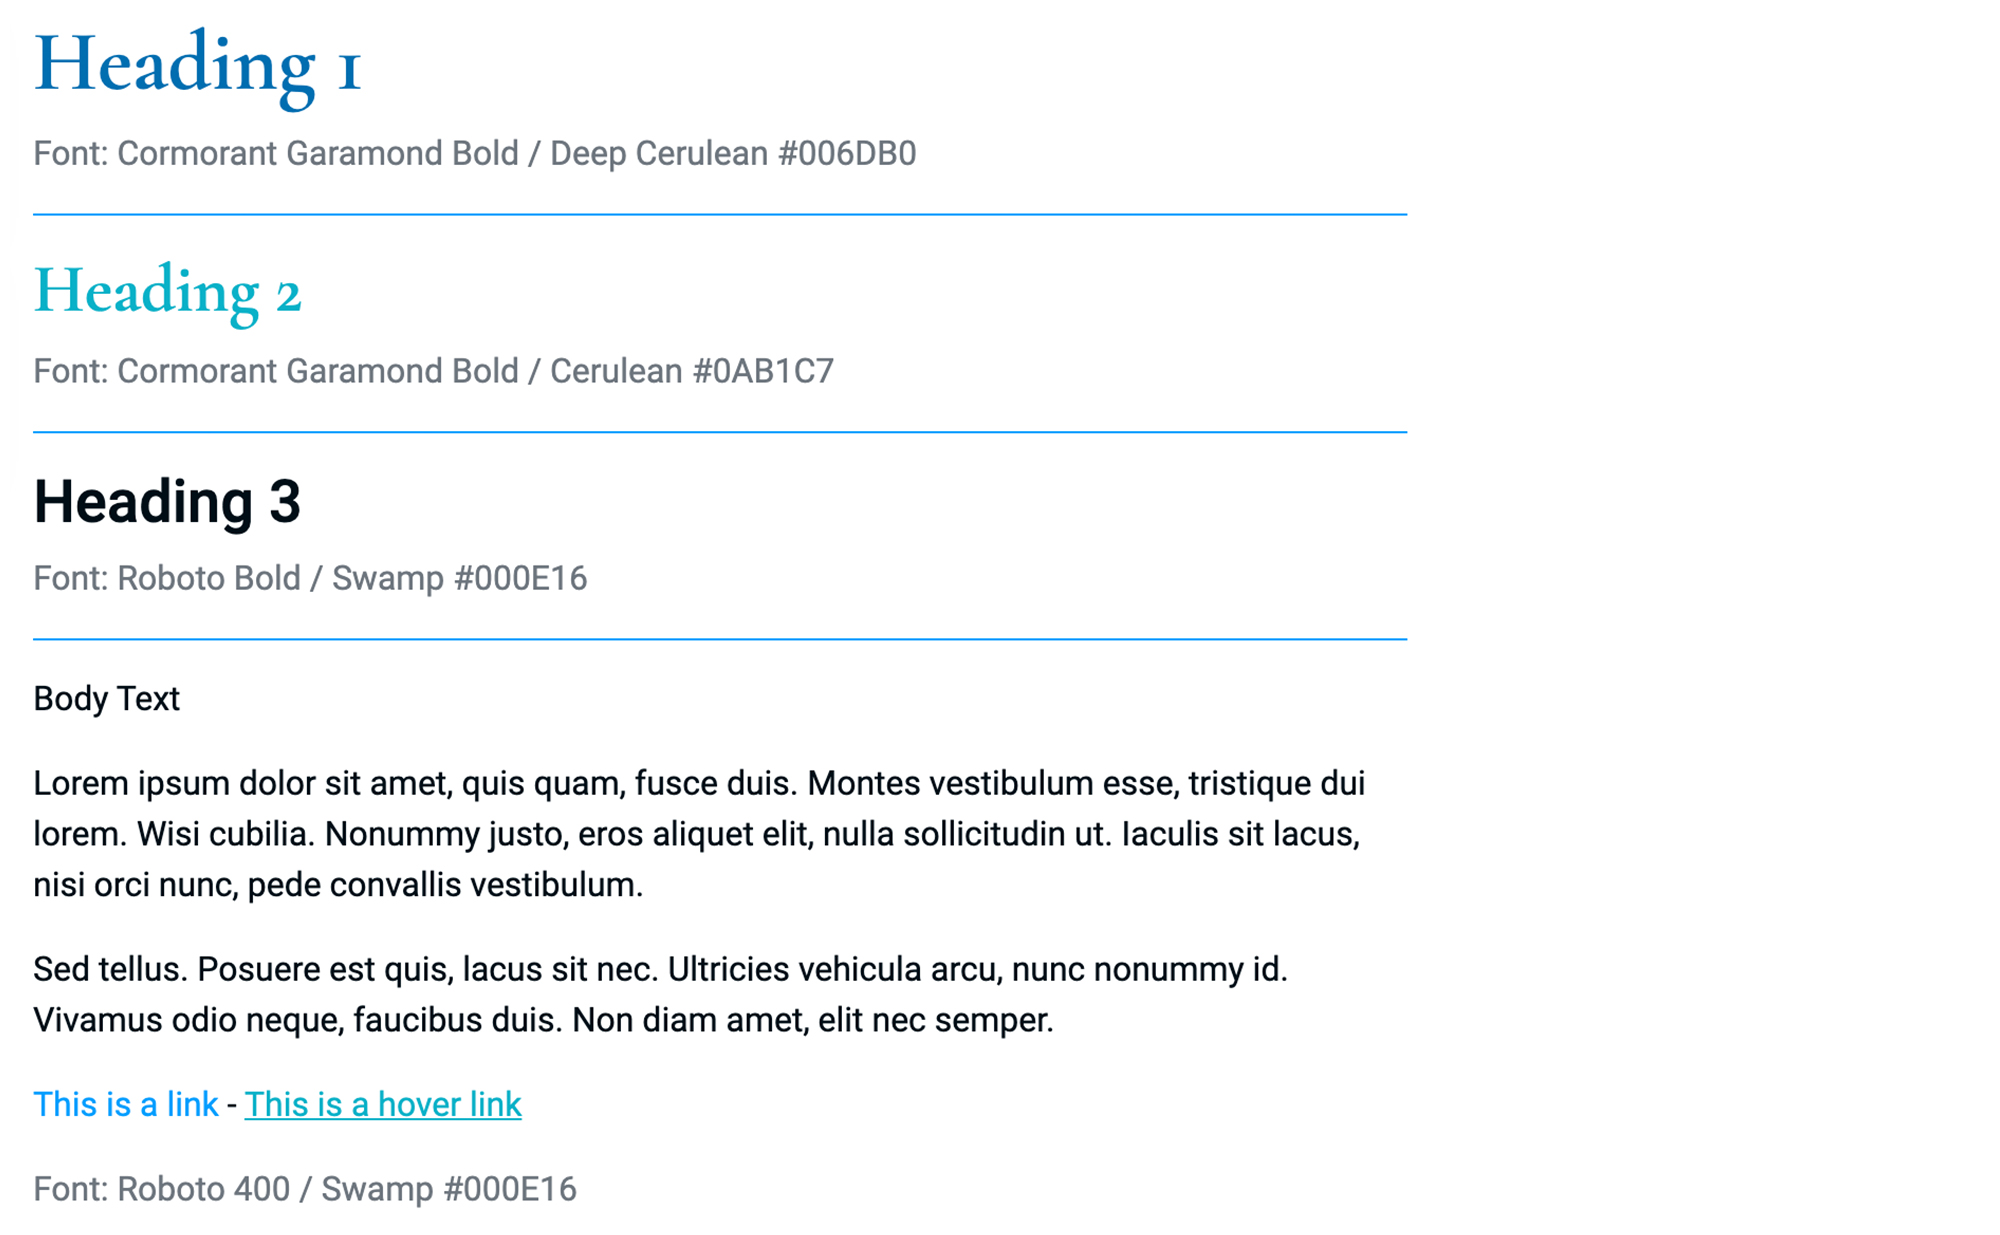 Heading 1
Font: Cormorant Garamond Bold / Deep Cerulean #006DB0
Heading 2
Font: Cormorant Garamond Bold / Cerulean #0AB1C7
Heading 3
Font: Roboto Bold / Swamp #000E16
Body Text
Lorem ipsum dolor sit amet, quis quam, fusce duis. Montes vestibulum esse, tristique dui
lorem. Wisi cubilia. Nonummy justo, eros aliquet elit, nulla sollicitudin ut. Iaculis sit lacus,
nisi orci nunc, pede convallis vestibulum.
Sed tellus. Posuere est quis, lacus sit nec. Ultricies vehicula arcu, nunc nonummy id.
Vivamus odio neque, faucibus duis. Non diam amet, elit nec semper.
This is a link - This is a hover link
Font: Roboto 400 / Swamp #000E16